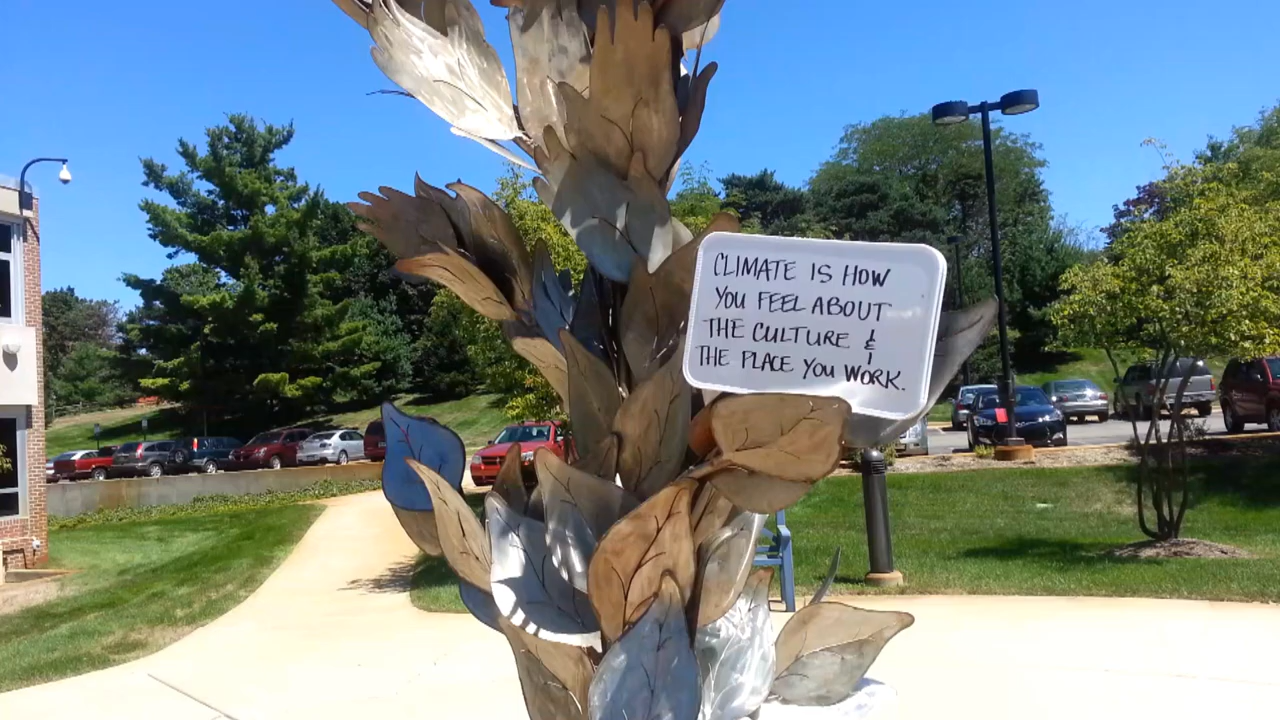 CLIMATE IS HOW
YOU FEEL ABOUT
THE CULTURE &
THE PLACE YOU WORK.